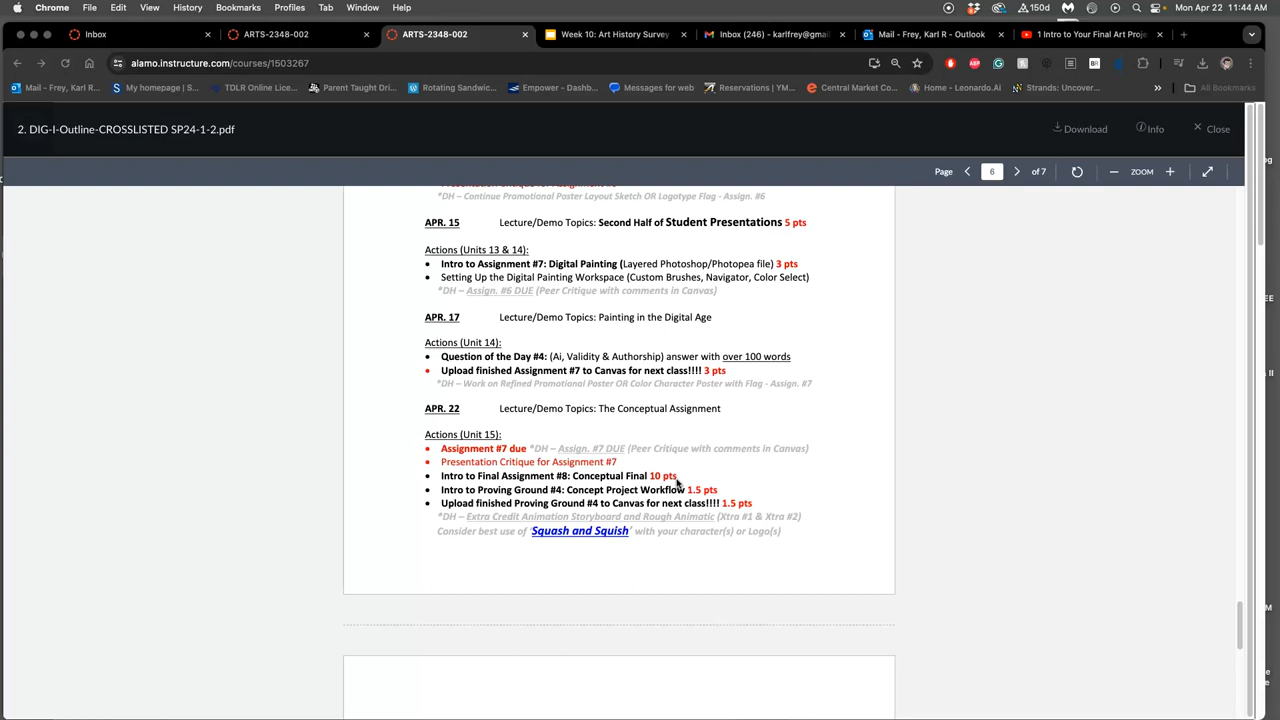 Chrome File Edit View History Bookmarks Profiles Tab Window Help
150d
Mon Apr 22 11:44 AM
Inbox
ARTS-2348-002
ARTS-2348-002
Week 10: Art History Survey
Inbox (246) - karlfrey@gmai
Mail - Frey, Karl R - Outlook
1 Intro to Your Final Art Proje
alamo.instructure.com/courses/1503267
Mail - Frey, Karl R...
My homepage | S...
TDLR Online Lice...
Parent Taught Dri...
Rotating Sandwic...
Empower - Dashb...
Messages for web
Reservations | YM...
Central Market Co...
Home - Leonardo.Ai
Strands: Uncover...
»
All Bookmarks
2. DIG-I-Outline-CROSSLISTED SP24-1-2.pdf
Download Info Close
Page 6 of 7 ZOOM
*DH – Continue Promotional Poster Layout Sketch OR Logotype Flag - Assign. #6
APR. 15 Lecture/Demo Topics: Second Half of Student Presentations 5 pts
Actions (Units 13 & 14):
• Intro to Assignment #7: Digital Painting (Layered Photoshop/Photopea file) 3 pts
• Setting Up the Digital Painting Workspace (Custom Brushes, Navigator, Color Select)
*DH – Assign. #6 DUE (Peer Critique with comments in Canvas)
APR. 17 Lecture/Demo Topics: Painting in the Digital Age
Actions (Unit 14):
• Question of the Day #4: (Ai, Validity & Authorship) answer with over 100 words
• Upload finished Assignment #7 to Canvas for next class!!!! 3 pts
*DH – Work on Refined Promotional Poster OR Color Character Poster with Flag - Assign. #7
APR. 22 Lecture/Demo Topics: The Conceptual Assignment
Actions (Unit 15):
• Assignment #7 due *DH – Assign. #7 DUE (Peer Critique with comments in Canvas)
• Presentation Critique for Assignment #7
• Intro to Final Assignment #8: Conceptual Final 10 pts
• Intro to Proving Ground #4: Concept Project Workflow 1.5 pts
• Upload finished Proving Ground #4 to Canvas for next class!!!! 1.5 pts
*DH – Extra Credit Animation Storyboard and Rough Animatic (Xtra #1 & Xtra #2)
Consider best use of 'Squash and Squish' with your character(s) or Logo(s)